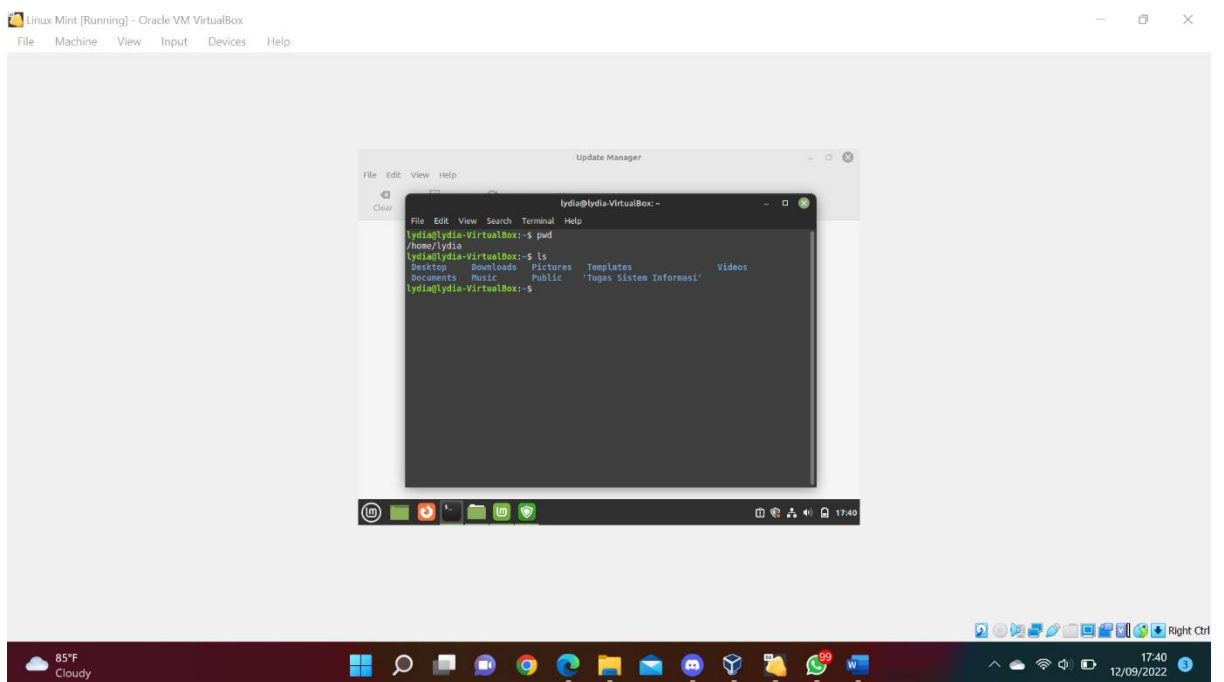 Linux Mint [Running] - Oracle VM VirtualBox
File Machine View Input Devices Help
Update Manager
File Edit View Help
Clear
lydia@lydia-VirtualBox: ~
File Edit View Search Terminal Help
lydia@lydia-VirtualBox:~$ pwd
/home/lydia
lydia@lydia-VirtualBox:~$ ls
Desktop Downloads Pictures Templates Videos
Documents Music Public 'Tugas Sistem Informasi'
lydia@lydia-VirtualBox:~$
17:40
Right Ctrl
85°F
Cloudy
99
17:40
12/09/2022
3